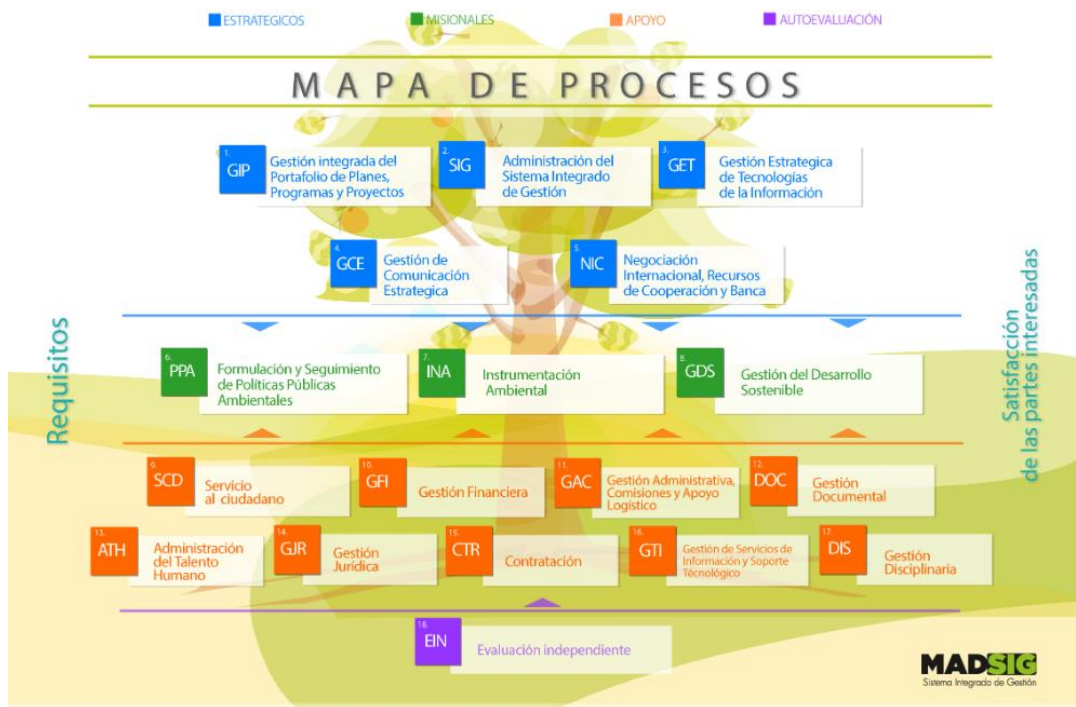 ESTRATEGICOS
MISIONALES
APOYO
AUTOEVALUACIÓN
MAPA DE PROCESOS
1.
GIP
Gestión integrada del
Portafolio de Planes,
Programas y Proyectos
2.
SIG
Administración del
Sistema Integrado
de Gestión
3.
GET
Gestión Estrategica
de Tecnologías
de la Información
4.
GCE
Gestión de
Comunicación
Estrategica
5.
NIC
Negociación
Internacional, Recursos
de Cooperación y Banca
Requisitos
Satisfacción
de las partes interesadas
6.
PPA
Formulación y Seguimiento
de Políticas Públicas
Ambientales
7.
INA
Instrumentación
Ambiental
8.
GDS
Gestión del Desarrollo
Sostenible
9.
SCD
Servicio
al ciudadano
10.
GFI
Gestión Financiera
11.
GAC
Gestión Administrativa,
Comisiones y Apoyo
Logístico
12.
DOC
Gestión
Documental
13.
ATH
Administración
del Talento
Humano
14.
GJR
Gestión
Jurídica
15.
CTR
Contratación
16.
GTI
Gestión de Servicios de
Información y Soporte
Técnológico
17.
DIS
Gestión
Disciplinaria
18.
EIN
Evaluación independiente
MADSIG
Sistema Integrado de Gestión